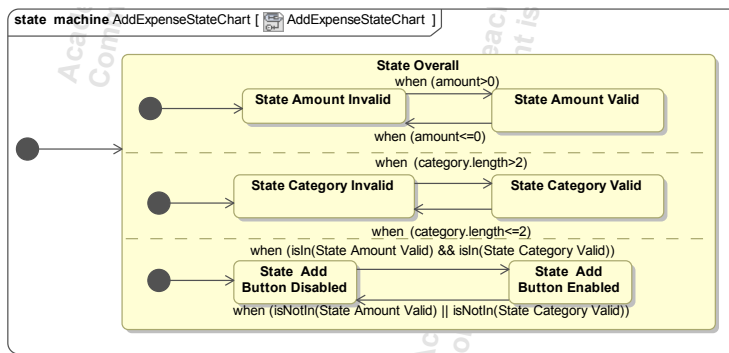 state machine AddExpenseStateChart [ AddExpenseStateChart ]
State Overall
when (amount>0)
State Amount Invalid
State Amount Valid
when (amount<=0)
when (category.length>2)
State Category Invalid
State Category Valid
when (category.length<=2)
when (isIn(State Amount Valid) && isIn(State Category Valid))
State Add
Button Disabled
State Add
Button Enabled
when (isNotIn(State Amount Valid) || isNotIn(State Category Valid))